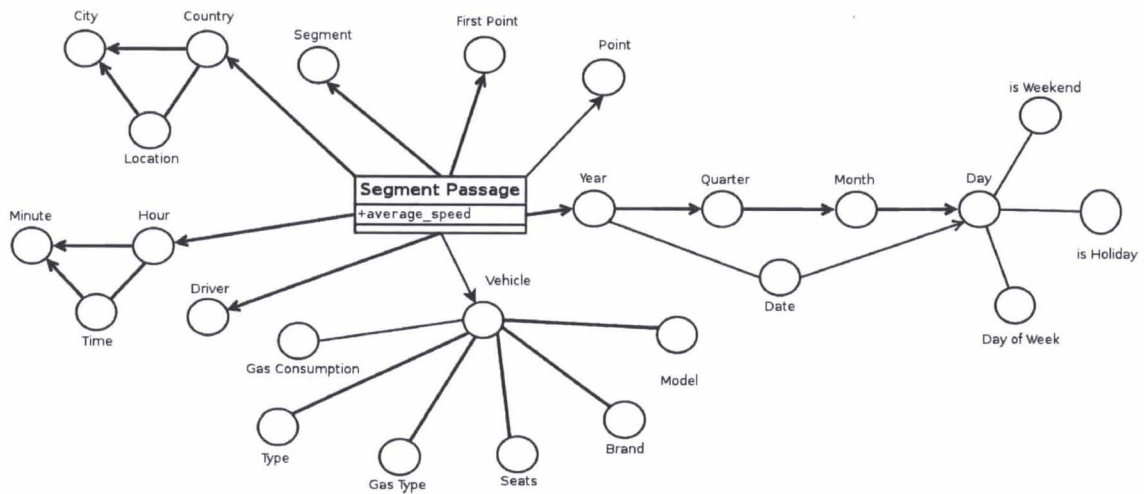 City
Country
Segment
First Point
Point
is Weekend
Location
Segment Passage
+average_speed
Year
Quarter
Month
Day
Minute
Hour
is Holiday
Driver
Vehicle
Date
Time
Day of Week
Gas Consumption
Model
Type
Gas Type
Seats
Brand